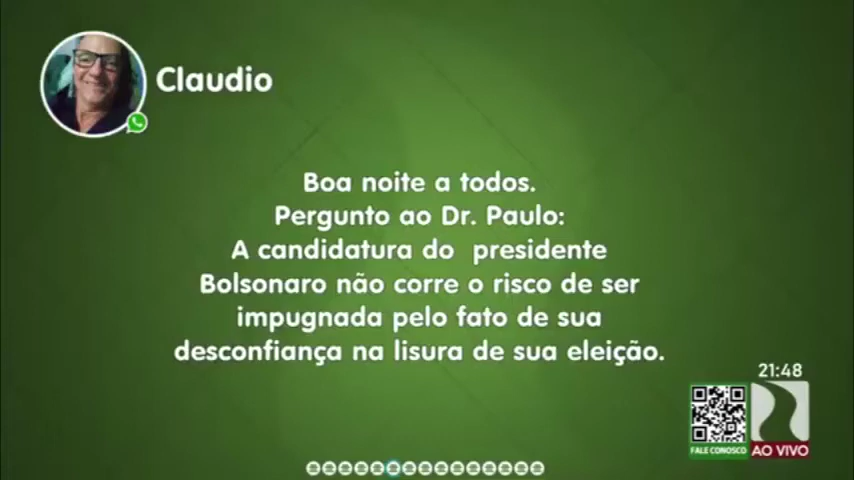 Claudio
Boa noite a todos.
Pergunto ao Dr. Paulo:
A candidatura do presidente
Bolsonaro não corre o risco de ser
impugnada pelo fato de sua
desconfiança na lisura de sua eleição.
21:48
FALE CONOSCO
AO VIVO